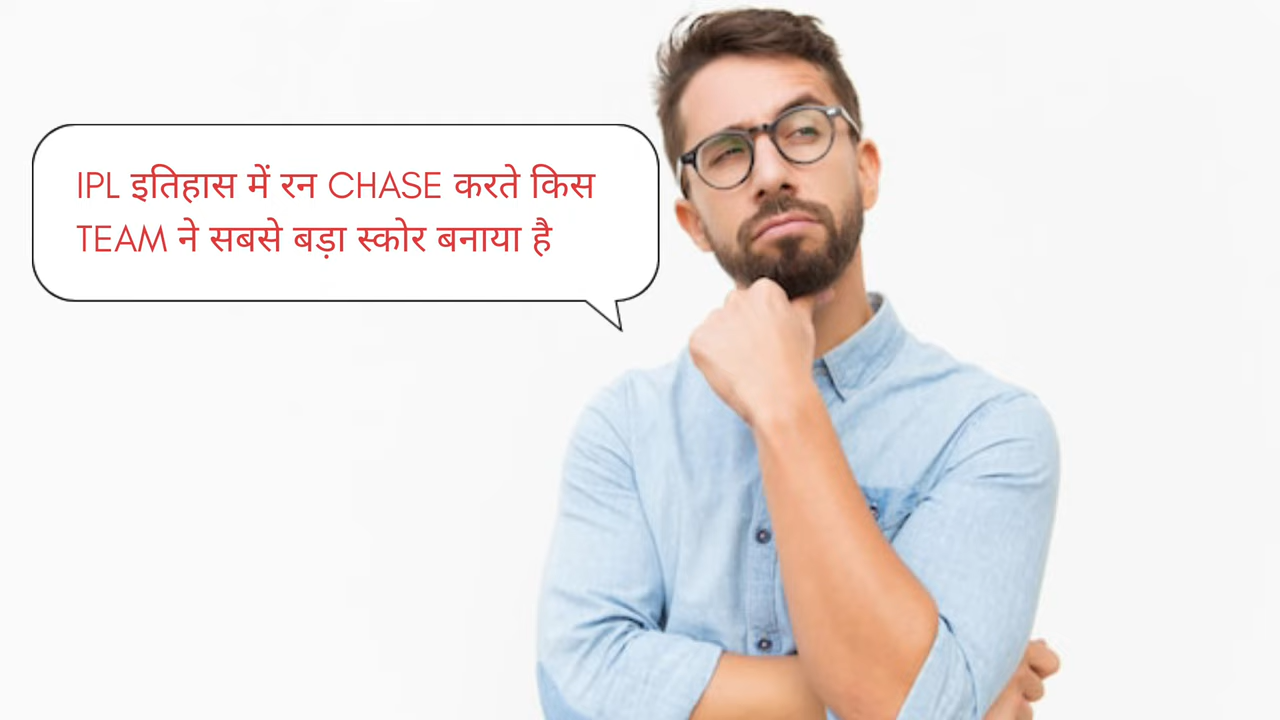 IPL इतिहास में रन CHASE करते किस
TEAM ने सबसे बड़ा स्कोर बनाया है